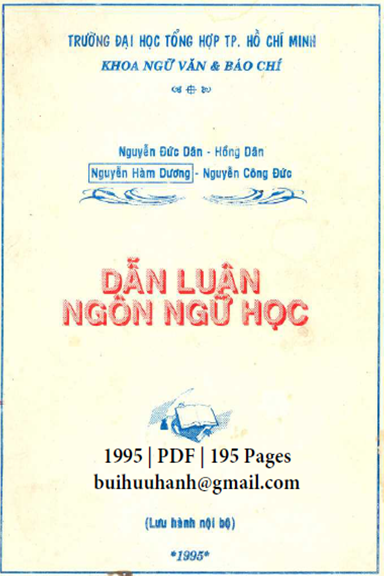 TRƯỜNG ĐẠI HỌC TỔNG HỢP TP. HỒ CHÍ MINH
KHOA NGỮ VĂN & BÁO CHÍ
Nguyễn Đức Dân - Hồng Dân
Nguyễn Hàm Dương - Nguyễn Công Đức
DẪN LUẬN
NGÔN NGỮ HỌC
1995 | PDF | 195 Pages
buihuuhanh@gmail.com
(Lưu hành nội bộ)
*1995*